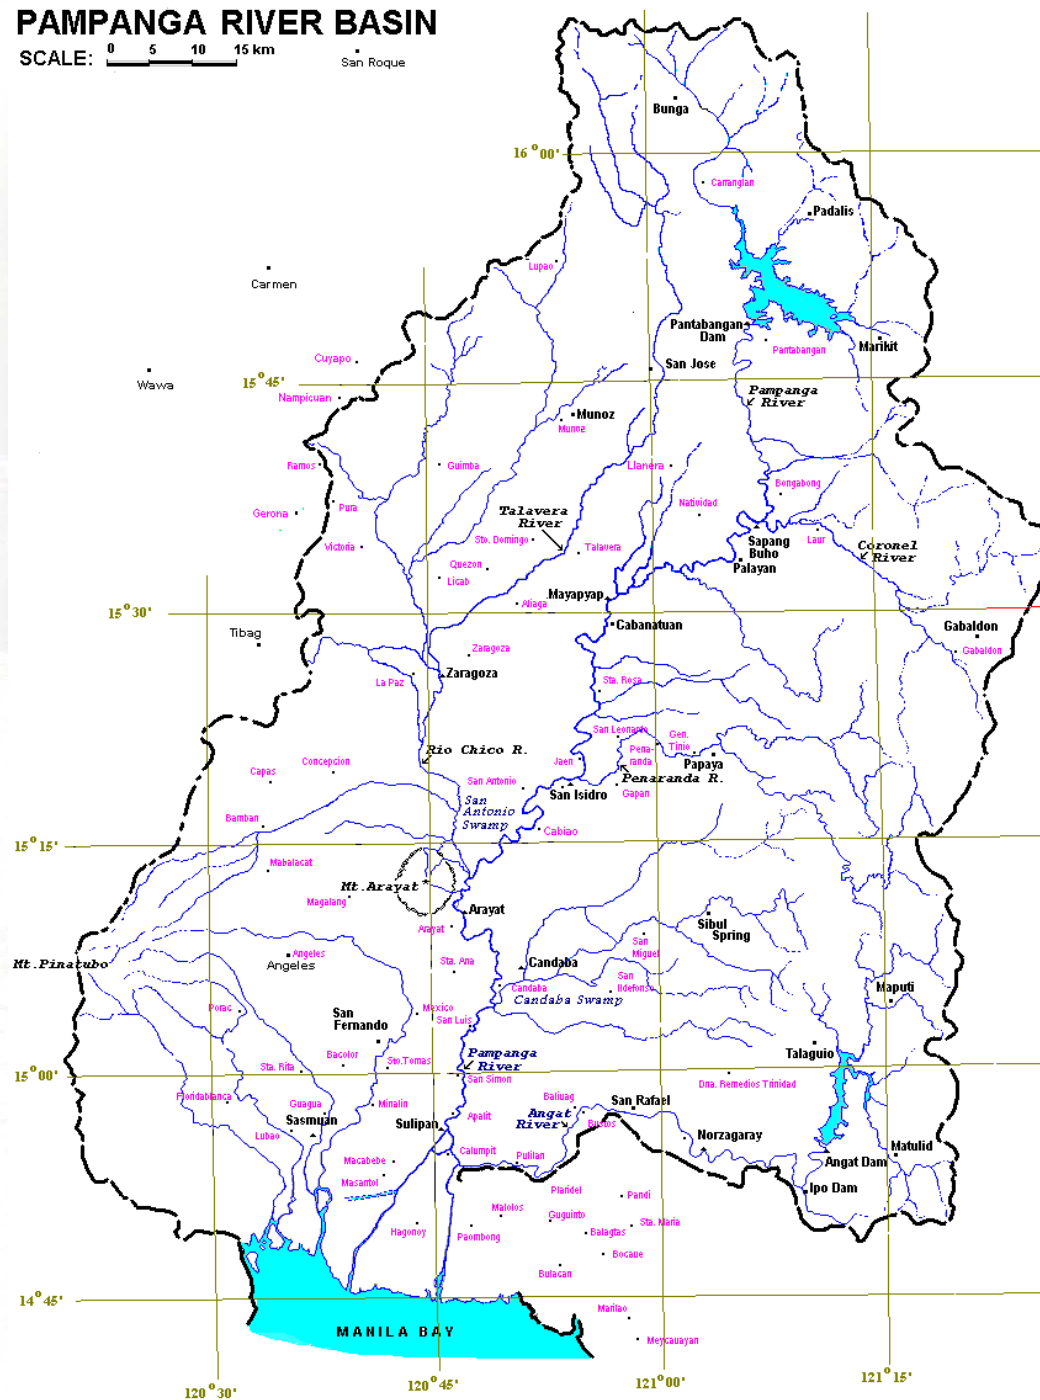 PAMPANGA RIVER BASIN
SCALE: 0 5 10 15 km
San Roque
Bunga
16°00'
Carranglan
Padalis
Lupao
Carmen
Pantabangan
Dam
Pantabangan
Marikit
Cuyapo
San Jose
Wawa
15°45'
Nampicuan
Pampanga
River
Munoz
Munoz
Ramos
Guimba
Llanera
Bongabong
Natividad
Gerona
Pura
Talavera
River
Sapang
Buho
Laur
Coronel
River
Victoria
Sto. Domingo
Talavera
Quezon
Licab
Palayan
Aliaga
Mayapyap
15°30'
Cabanatuan
Gabaldon
Gabaldon
Tibag
Zaragoza
Zaragoza
La Paz
Sta. Rosa
San Leonardo
Gen.
Tinio
Rio Chico R.
Pena-
randa
Papaya
Jaen
Concepcion
Capas
Penaranda R.
San Antonio
San Isidro
Gapan
San
Antonio
Swamp
Bamban
Cabiao
15°15'
Mabalacat
Mt.Arayat
Magalang
Arayat
Arayat
Sibul
Spring
San
Miguel
Angeles
Angeles
Mt.Pinatubo
Sta. Ana
Candaba
Candaba
San
Ildefonso
Candaba Swamp
Maputi
Porac
San
Fernando
Mexico
San Luis
Talaguio
Bacolor
Sto.Tomas
Pampanga
River
Sta. Rita
15°00'
San Simon
Dna. Remedios Trinidad
Floridablanca
Guagua
Minalin
Baliuag
San Rafael
Sasmuan
Apalit
Angat
River
Bustos
Sulipan
Lubao
Norzagaray
Matulid
Calumpit
Pulilan
Macabebe
Angat Dam
Masantol
Ipo Dam
Plaridel
Pandi
Malolos
Guguinto
Sta. Maria
Hagonoy
Paombong
Balagtas
Bocaue
Bulacan
14°45'
Marilao
MANILA BAY
Meycauayan
120°30'
120°45'
121°00'
121°15'